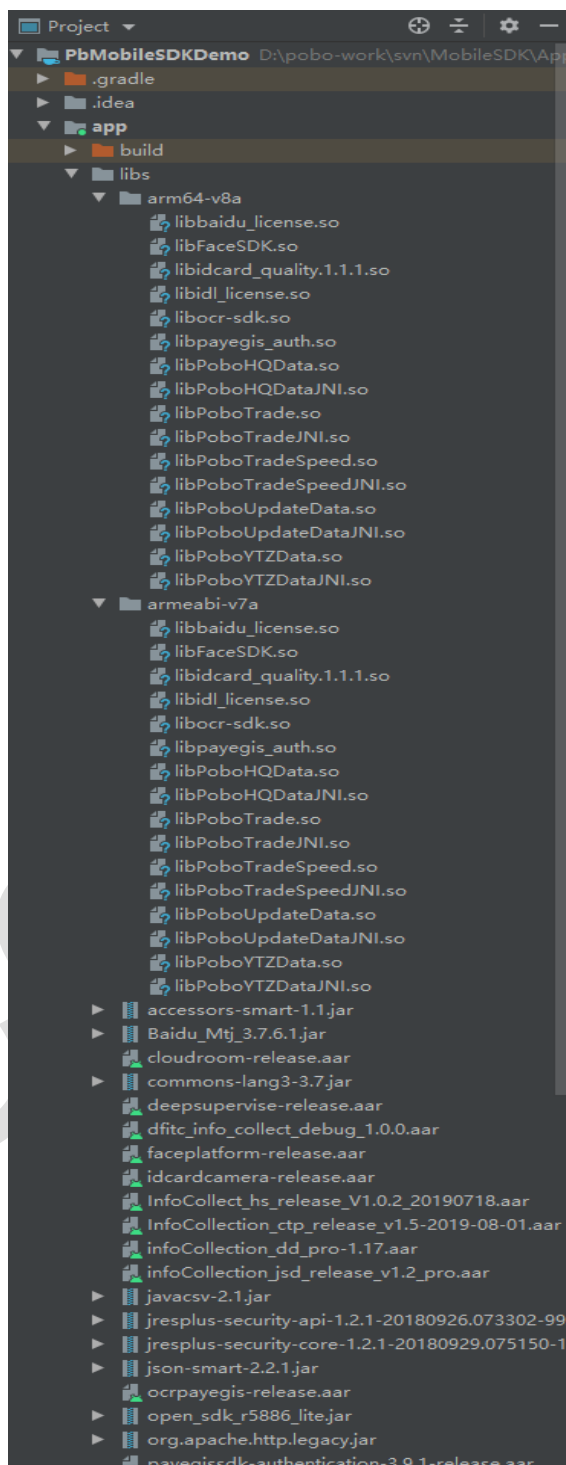 Project
PbMobileSDKDemo D:\pobo-work\svn\MobileSDK\App
.gradle
.idea
app
build
libs
arm64-v8a
libbaidu_license.so
libFaceSDK.so
libidcard_quality.1.1.1.so
libidl_license.so
libocr-sdk.so
libpayegis_auth.so
libPoboHQData.so
libPoboHQDataJNI.so
libPoboTrade.so
libPoboTradeJNI.so
libPoboTradeSpeed.so
libPoboTradeSpeedJNI.so
libPoboUpdateData.so
libPoboUpdateDataJNI.so
libPoboYTZData.so
libPoboYTZDataJNI.so
armeabi-v7a
libbaidu_license.so
libFaceSDK.so
libidcard_quality.1.1.1.so
libidl_license.so
libocr-sdk.so
libpayegis_auth.so
libPoboHQData.so
libPoboHQDataJNI.so
libPoboTrade.so
libPoboTradeJNI.so
libPoboTradeSpeed.so
libPoboTradeSpeedJNI.so
libPoboUpdateData.so
libPoboUpdateDataJNI.so
libPoboYTZData.so
libPoboYTZDataJNI.so
accessors-smart-1.1.jar
Baidu_Mtj_3.7.6.1.jar
cloudroom-release.aar
commons-lang3-3.7.jar
deepsupervise-release.aar
dfitc_info_collect_debug_1.0.0.aar
faceplatform-release.aar
idcardcamera-release.aar
InfoCollect_hs_release_V1.0.2_20190718.aar
InfoCollection_ctp_release_v1.5-2019-08-01.aar
infoCollection_dd_pro-1.17.aar
infoCollection_jsd_release_v1.2_pro.aar
javacsv-2.1.jar
jresplus-security-api-1.2.1-20180926.073302-99
jresplus-security-core-1.2.1-20180929.075150-1
json-smart-2.2.1.jar
ocrpayegis-release.aar
open_sdk_r5886_lite.jar
org.apache.http.legacy.jar
payegissdk-authentication-3.9.1-release.aar